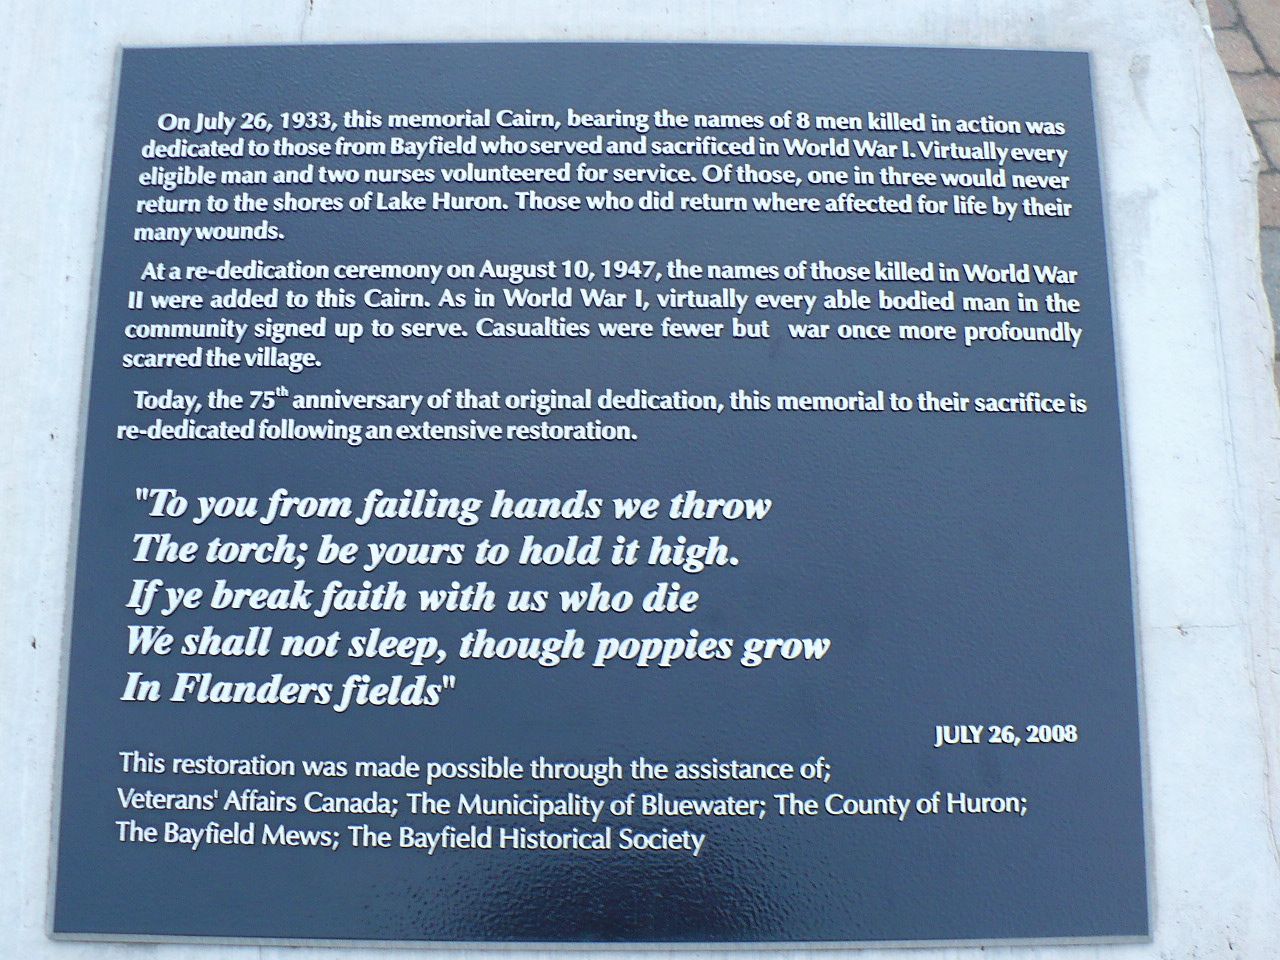 On July 26, 1933, this memorial Cairn, bearing the names of 8 men killed in action was
dedicated to those from Bayfield who served and sacrificed in World War I. Virtually every
eligible man and two nurses volunteered for service. Of those, one in three would never
return to the shores of Lake Huron. Those who did return where affected for life by their
many wounds.
At a re-dedication ceremony on August 10, 1947, the names of those killed in World War
II were added to this Cairn. As in World War I, virtually every able bodied man in the
community signed up to serve. Casualties were fewer but war once more profoundly
scarred the village.
Today, the 75th anniversary of that original dedication, this memorial to their sacrifice is
re-dedicated following an extensive restoration.
"To you from failing hands we throw
The torch; be yours to hold it high.
If ye break faith with us who die
We shall not sleep, though poppies grow
In Flanders fields"
JULY 26, 2008
This restoration was made possible through the assistance of;
Veterans' Affairs Canada; The Municipality of Bluewater; The County of Huron;
The Bayfield Mews; The Bayfield Historical Society